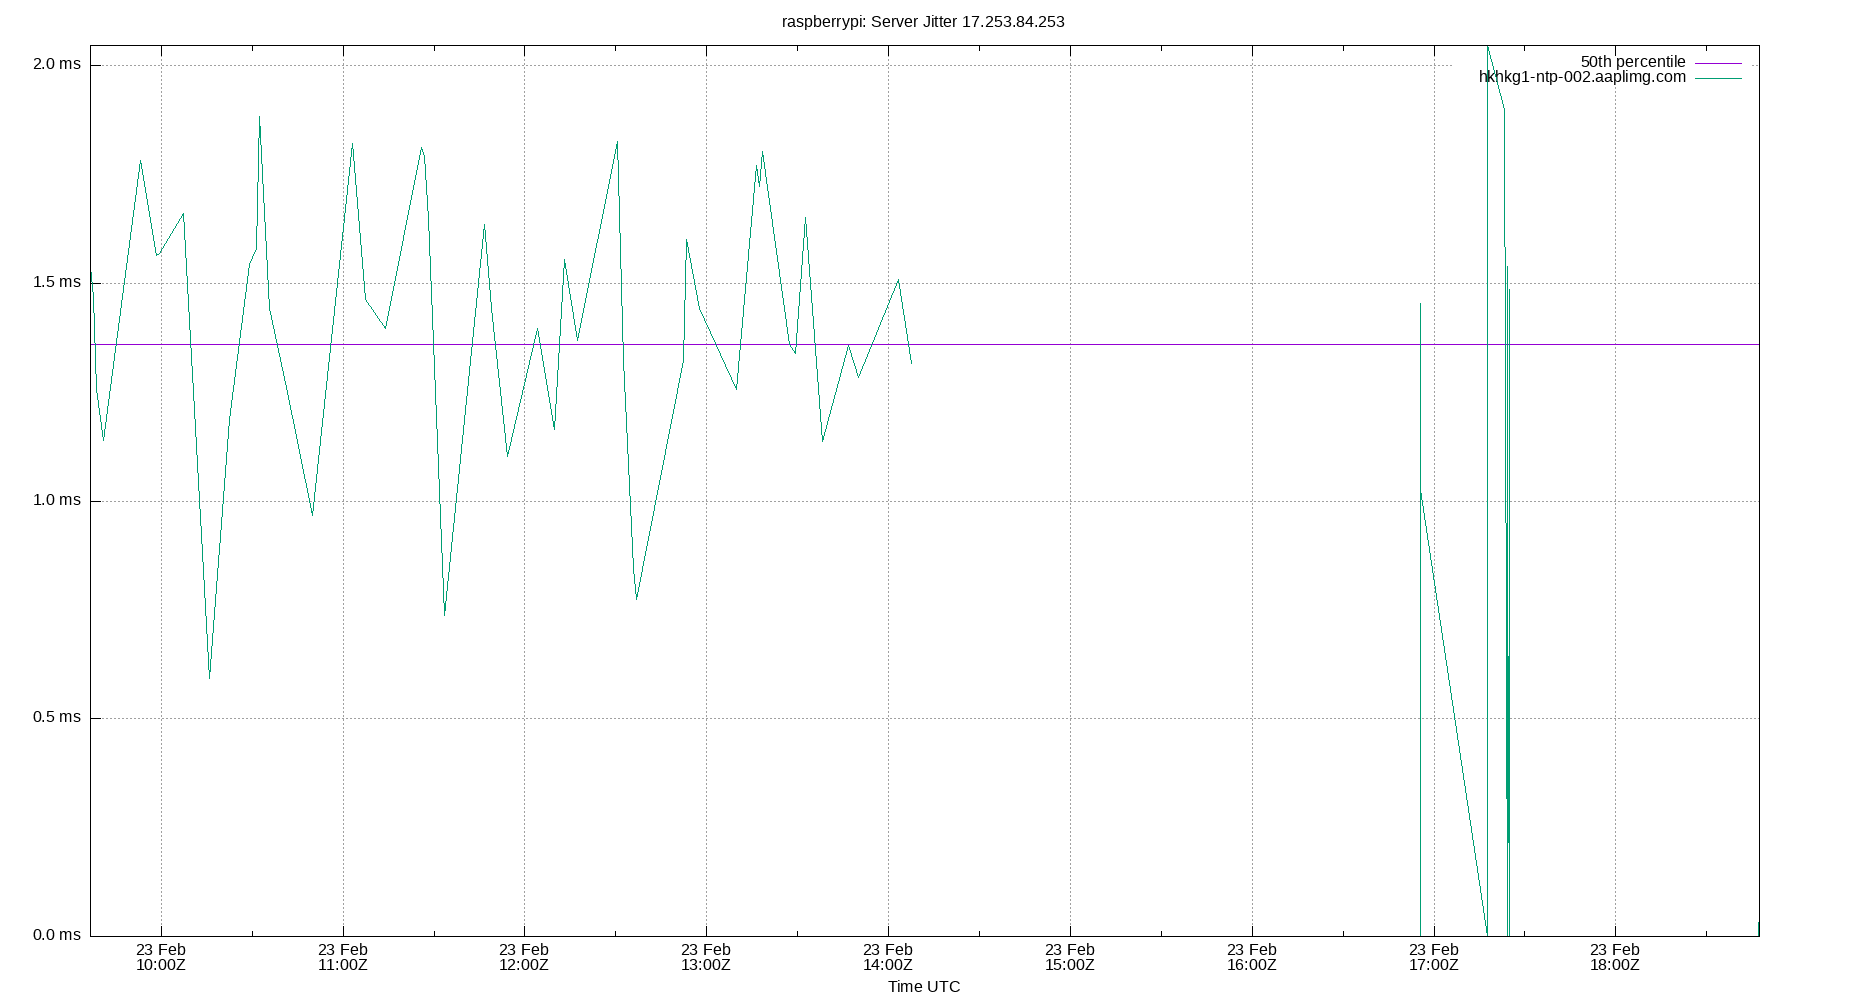 raspberrypi: Server Jitter 17.253.84.253
2.0 ms
1.5 ms
1.0 ms
0.5 ms
0.0 ms
50th percentile
hkhkg1-ntp-002.aaplimg.com
23 Feb 23 Feb 23 Feb 23 Feb 23 Feb 23 Feb 23 Feb 23 Feb 23 Feb
10:00Z 11:00Z 12:00Z 13:00Z 14:00Z 15:00Z 16:00Z 17:00Z 18:00Z
Time UTC